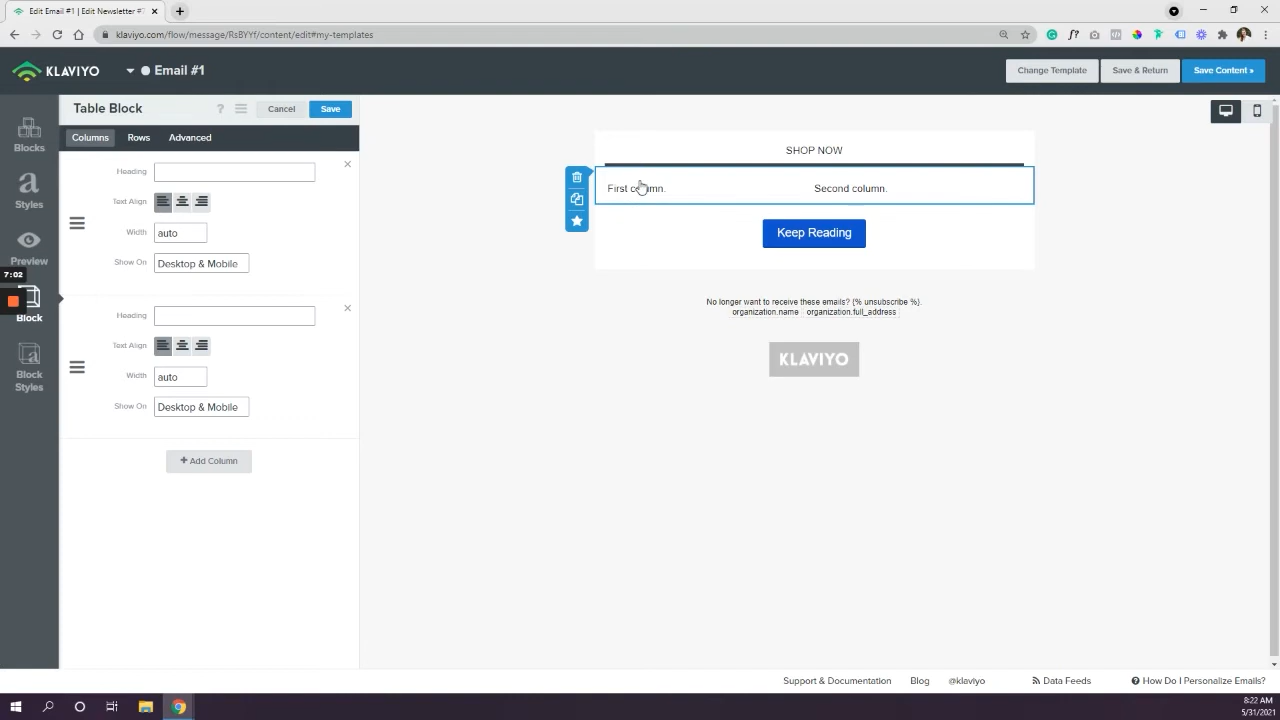 Edit Email #1 | Edit Newsletter #
klaviyo.com/flow/message/RsBYYf/content/edit#my-templates
KLAVIYO
Email #1
Change Template
Save & Return
Save Content »
Table Block
?
Cancel
Save
Columns
Rows
Advanced
Blocks
Styles
Preview
7:02
Block
Block
Styles
Heading
Text Align
Width
auto
Show On
Desktop & Mobile
Heading
Text Align
Width
auto
Show On
Desktop & Mobile
+ Add Column
SHOP NOW
First column.
Second column.
Keep Reading
No longer want to receive these emails? {% unsubscribe %}.
organization.name organization.full_address
KLAVIYO
Support & Documentation
Blog
@klaviyo
Data Feeds
How Do I Personalize Emails?
8:22 AM
5/31/2021